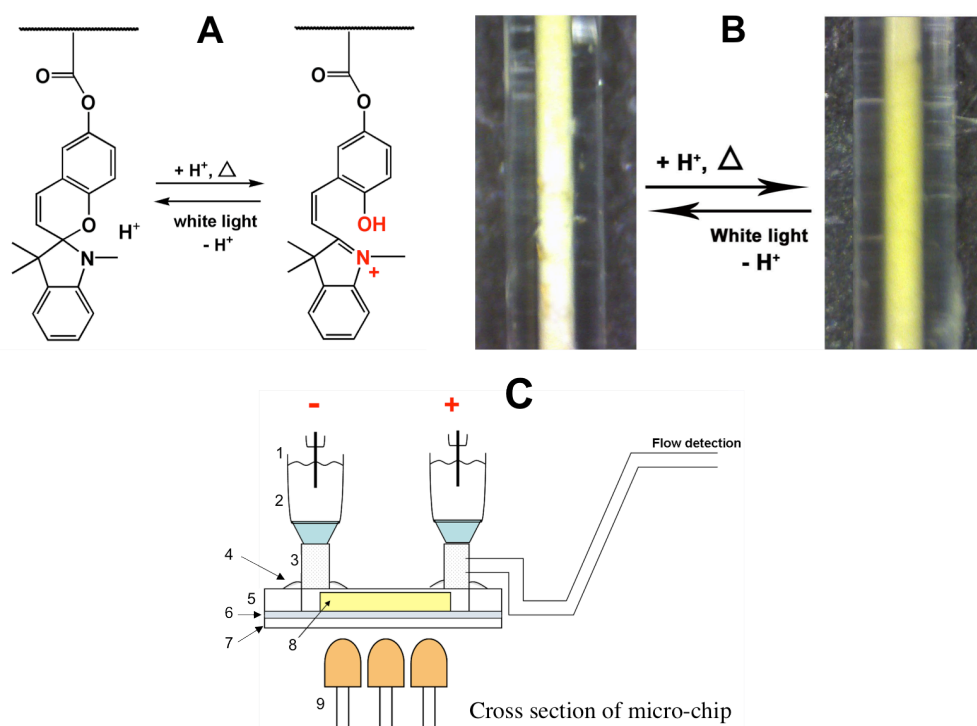 A
B
O
O
O
N
H+
+ H+, △
white light
- H+
O
O
OH
N
+
+ H+, △
White light
- H+
C
-
+
Flow detection
1
2
3
4
5
6
7
8
9
Cross section of micro-chip